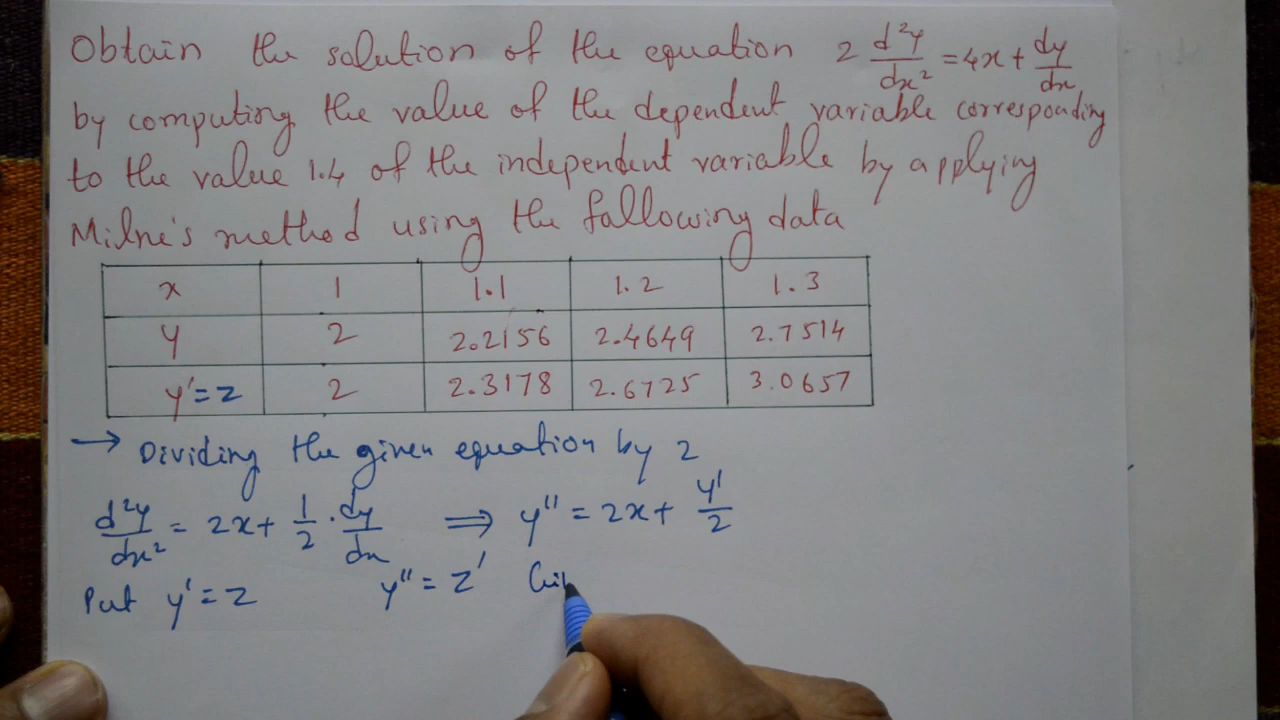 Obtain the solution of the equation 2 d²y/dx² = 4x + dy/dx
by computing the value of the dependent variable corresponding
to the value 1.4 of the independent variable by applying
Milne's method using the following data
x 1 1.1 1.2 1.3
y 2 2.2156 2.4649 2.7514
y' = z 2 2.3178 2.6725 3.0657
→ Dividing the given equation by 2
d²y/dx² = 2x + 1/2 · dy/dx ⟹ y'' = 2x + y'/2
Put y' = z y'' = z'